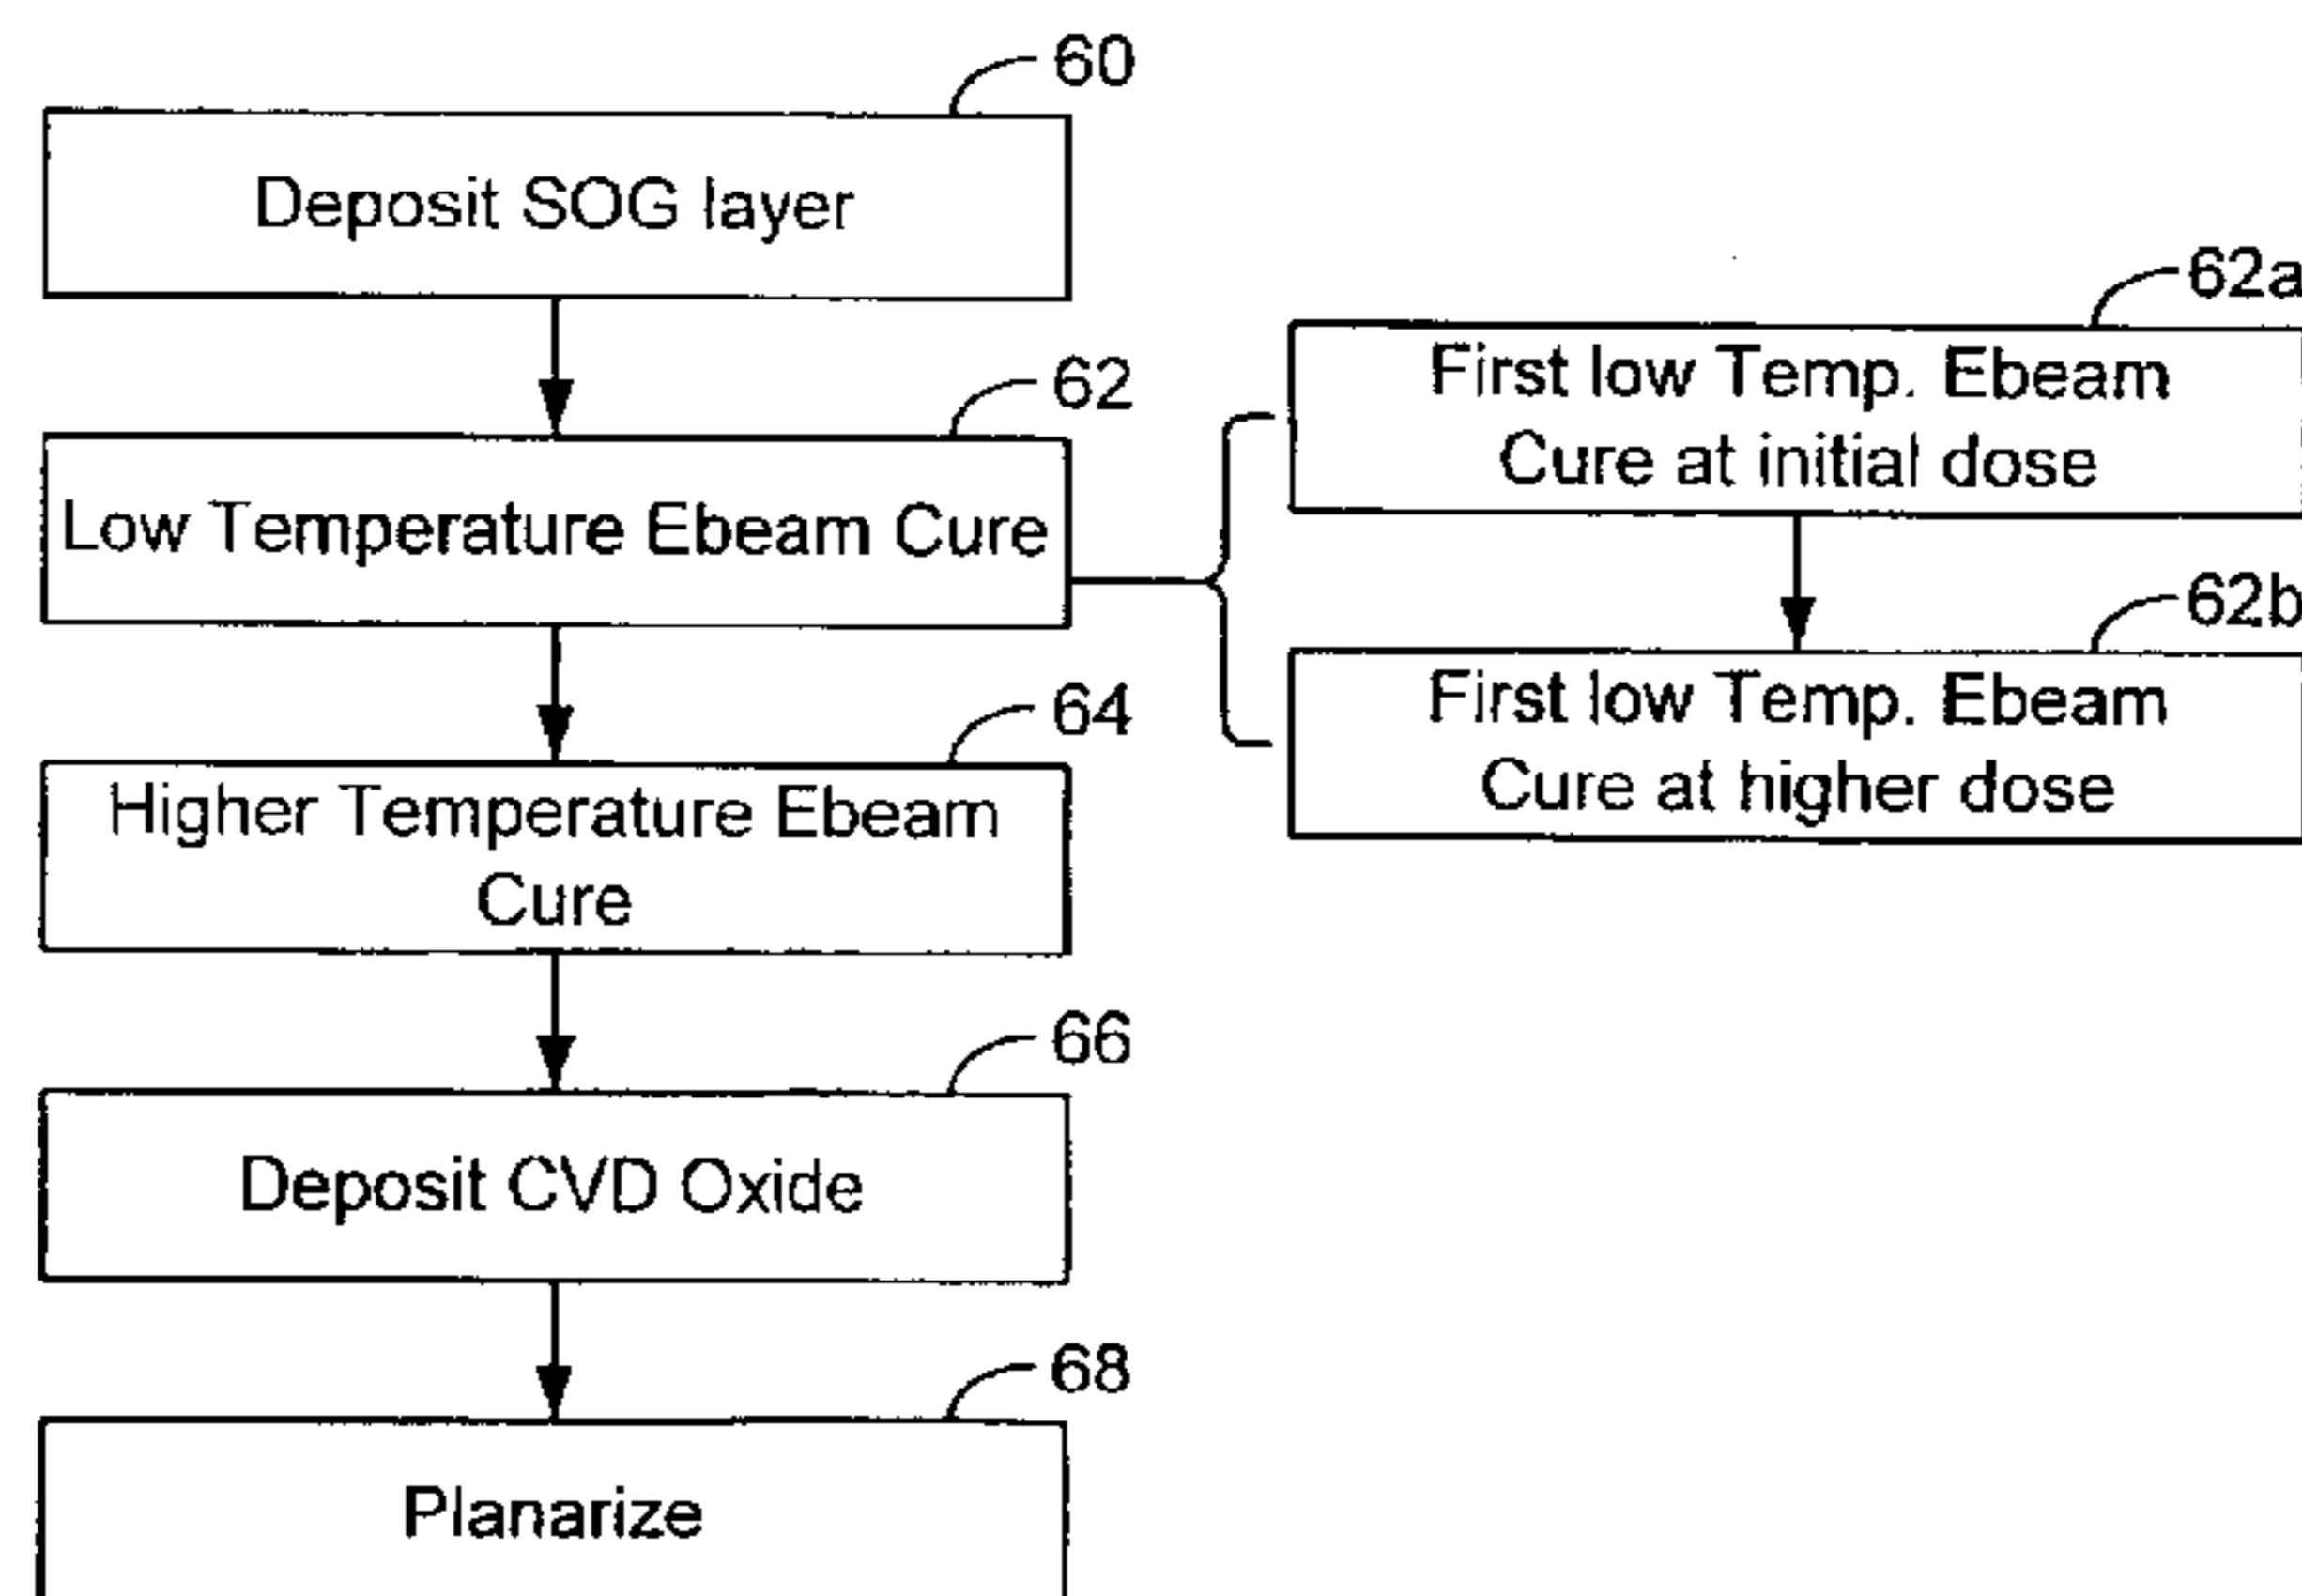 60
Deposit SOG layer
62
Low Temperature Ebeam Cure
62a
First low Temp. Ebeam
Cure at initial dose
62b
First low Temp. Ebeam
Cure at higher dose
64
Higher Temperature Ebeam
Cure
66
Deposit CVD Oxide
68
Planarize